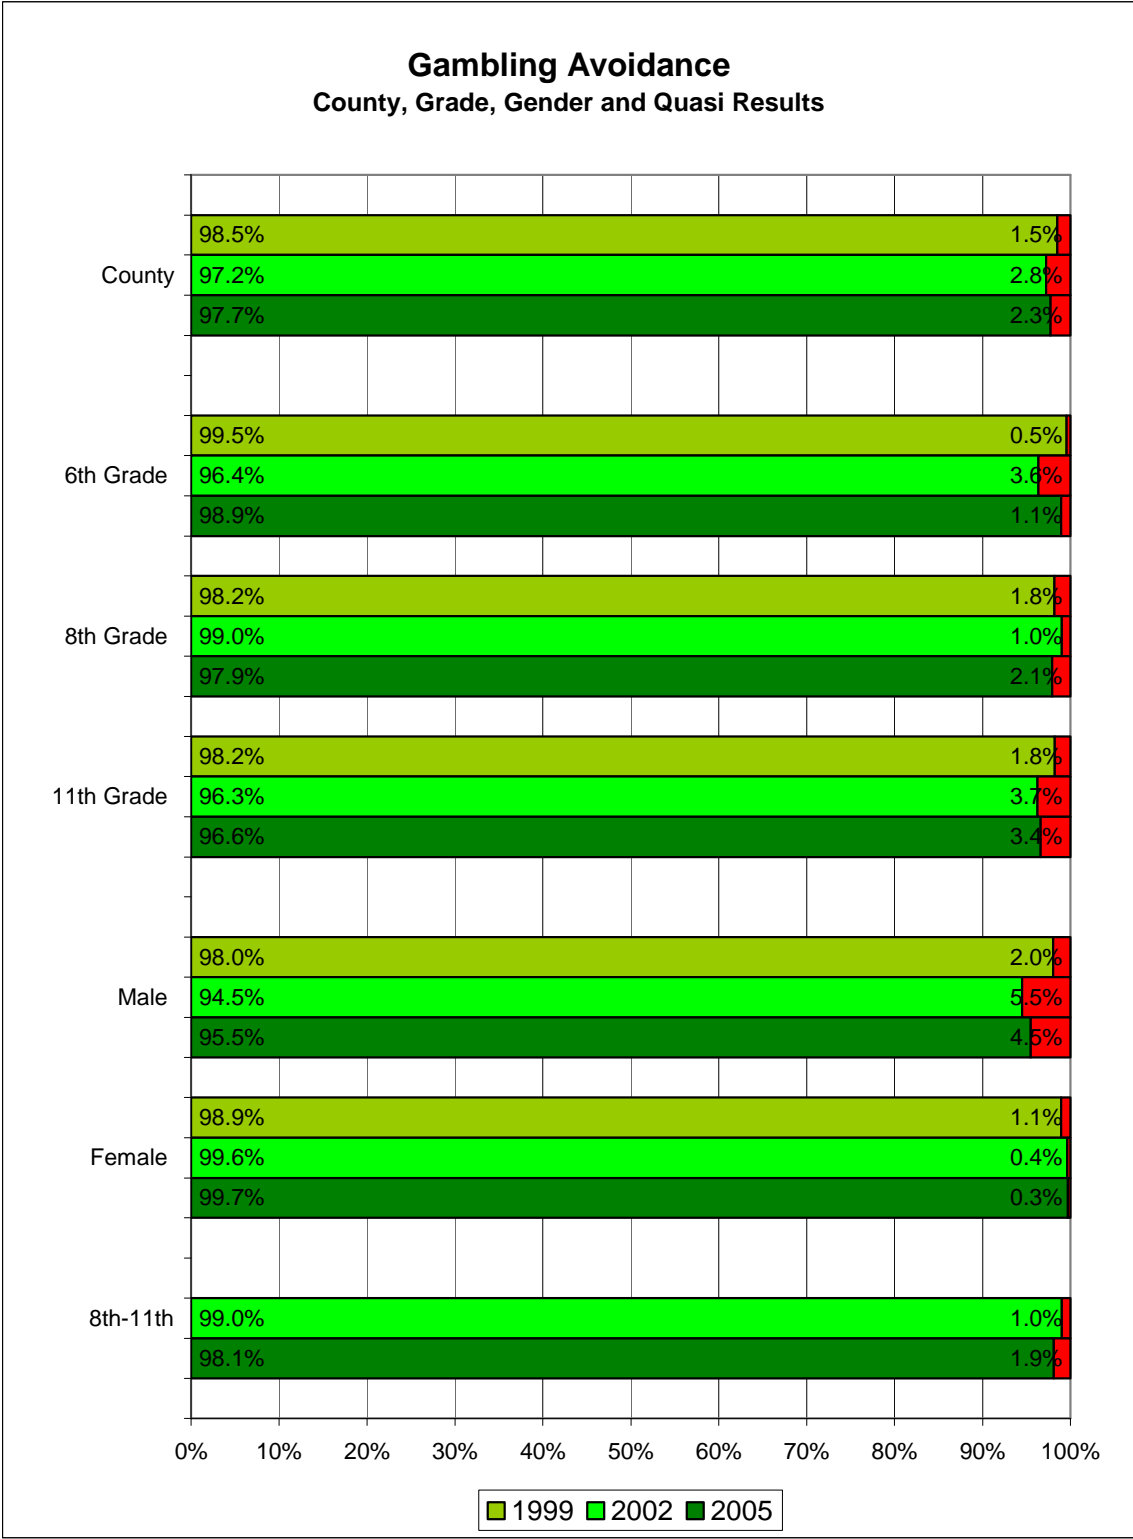 Gambling Avoidance
County, Grade, Gender and Quasi Results
98.5% 1.5%
County 97.2% 2.8%
97.7% 2.3%
99.5% 0.5%
6th Grade 96.4% 3.6%
98.9% 1.1%
98.2% 1.8%
8th Grade 99.0% 1.0%
97.9% 2.1%
98.2% 1.8%
11th Grade 96.3% 3.7%
96.6% 3.4%
98.0% 2.0%
Male 94.5% 5.5%
95.5% 4.5%
98.9% 1.1%
Female 99.6% 0.4%
99.7% 0.3%
8th-11th 99.0% 1.0%
98.1% 1.9%
0% 10% 20% 30% 40% 50% 60% 70% 80% 90% 100%
1999 2002 2005